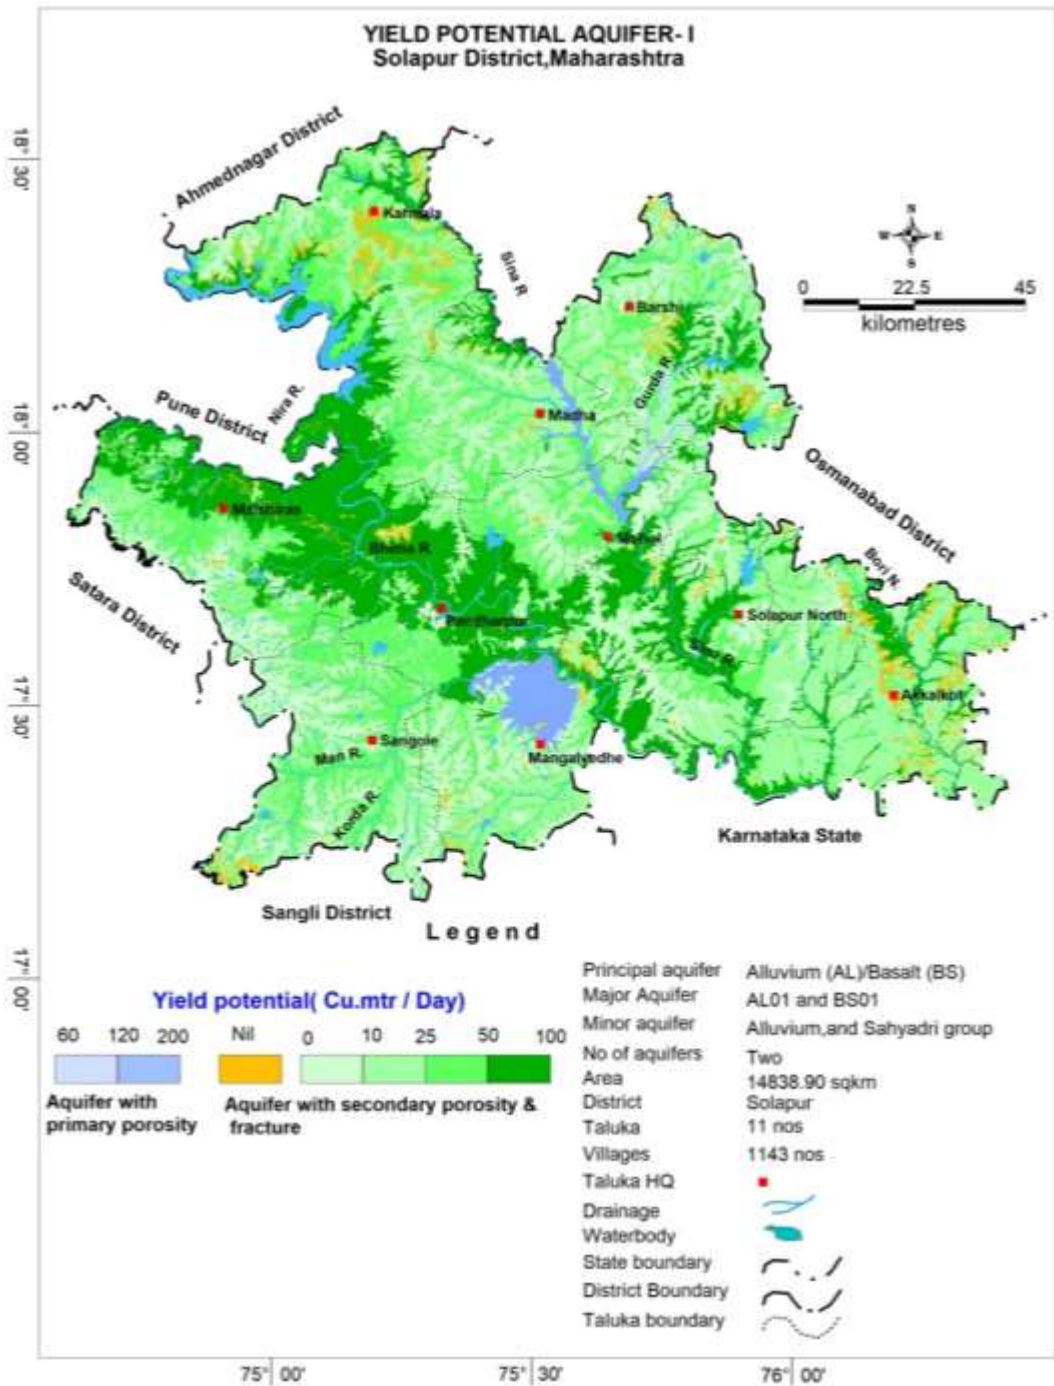 YIELD POTENTIAL AQUIFER- I
Solapur District,Maharashtra
18° 30'
18° 00'
17° 30'
17° 00'
Ahmednagar District
Karmala
Sina R
N
W E
S
0 22.5 45
kilometres
Barshi
Gurda R.
Pune District
Nira R.
Madha
Osmanabad District
Malshiras
Bhima R.
Mohol
Bori N.
Satara District
Pandharpur
Solapur North
Sina R.
Akkalkot
Sangole
Man R.
Mangalvedhe
Korda R.
Karnataka State
Sangli District
Legend
Yield potential( Cu.mtr / Day)
60 120 200 Nil 0 10 25 50 100
Aquifer with primary porosity
Aquifer with secondary porosity & fracture
Principal aquifer Alluvium (AL)/Basalt (BS)
Major Aquifer AL01 and BS01
Minor aquifer Alluvium,and Sahyadri group
No of aquifers Two
Area 14838.90 sqkm
District Solapur
Taluka 11 nos
Villages 1143 nos
Taluka HQ
Drainage
Waterbody
State boundary
District Boundary
Taluka boundary
75° 00' 75° 30' 76° 00'